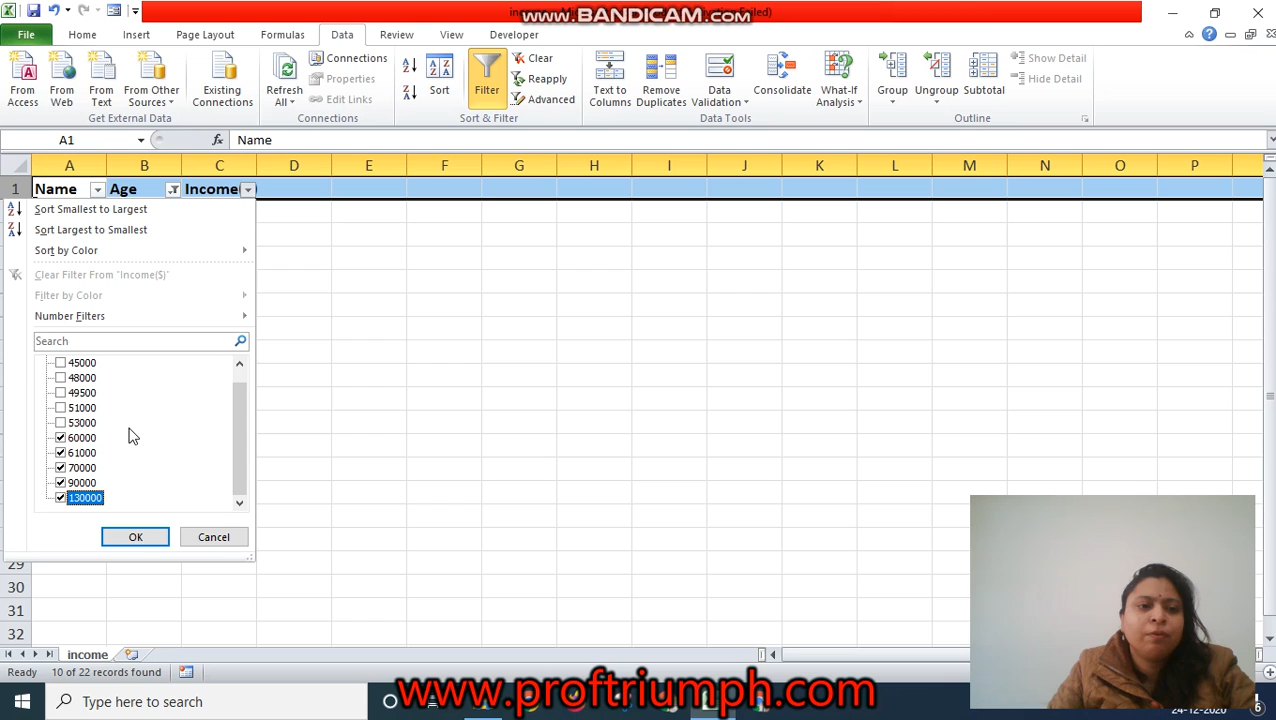 www.BANDICAM.com
File Home Insert Page Layout Formulas Data Review View Developer
From Access From Web From Text From Other Sources Existing Connections Refresh All Connections Properties Edit Links Sort Filter Clear Reapply Advanced Text to Columns Remove Duplicates Data Validation Consolidate What-If Analysis Group Ungroup Subtotal Show Detail Hide Detail
Get External Data Connections Sort & Filter Data Tools Outline
A1 fx Name
A B C D E F G H I J K L M N O P
1 Name Age Income
Sort Smallest to Largest
Sort Largest to Smallest
Sort by Color
Clear Filter From "Income($)"
Filter by Color
Number Filters
Search
45000
48000
49500
51000
53000
60000
61000
70000
90000
130000
OK Cancel
29
30
31
32
income
Ready 10 of 22 records found
Type here to search
www.proftriumph.com
24-12-2020